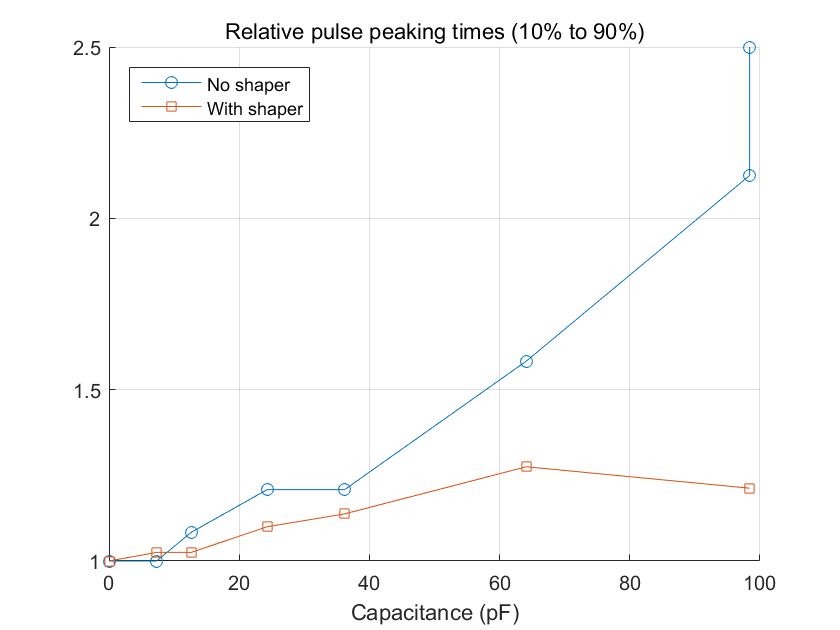 Relative pulse peaking times (10% to 90%)
2.5
No shaper
With shaper
2
1.5
1
0 20 40 60 80 100
Capacitance (pF)